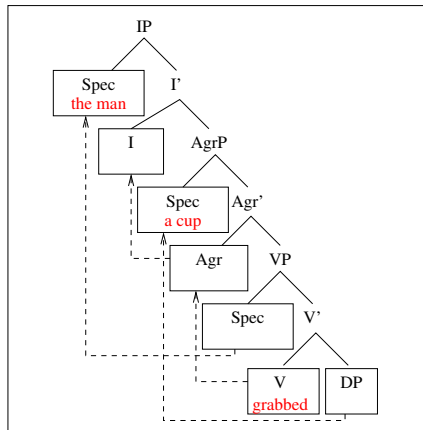 IP
Spec
the man
I'
I
AgrP
Spec
a cup
Agr'
Agr
VP
Spec
V'
V
grabbed
DP